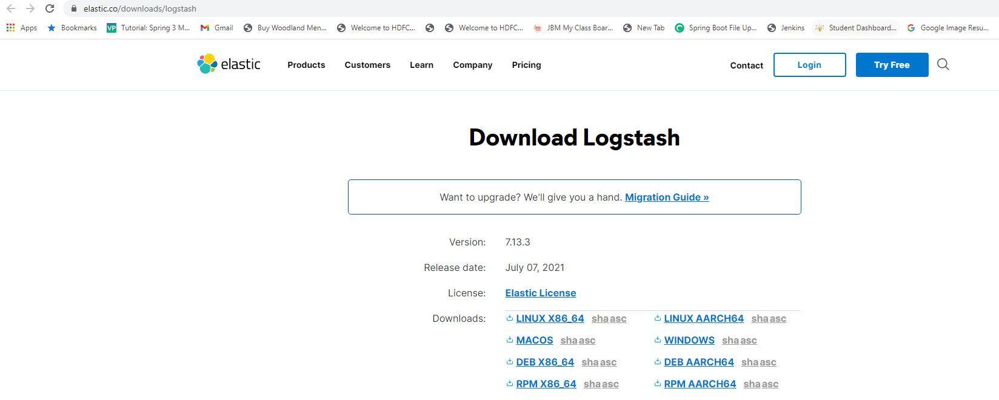 elastic.co/downloads/logstash
Apps Bookmarks VP Tutorial: Spring 3 M... Gmail Buy Woodland Men... Welcome to HDFC... Welcome to HDFC... JBM My Class Boar... New Tab Spring Boot File Up... Jenkins Student Dashboard... Google Image Resu...
elastic Products Customers Learn Company Pricing Contact Login Try Free
Download Logstash
Want to upgrade? We'll give you a hand. Migration Guide »
Version: 7.13.3
Release date: July 07, 2021
License: Elastic License
Downloads: LINUX X86_64 sha asc LINUX AARCH64 sha asc
MACOS sha asc WINDOWS sha asc
DEB X86_64 sha asc DEB AARCH64 sha asc
RPM X86_64 sha asc RPM AARCH64 sha asc